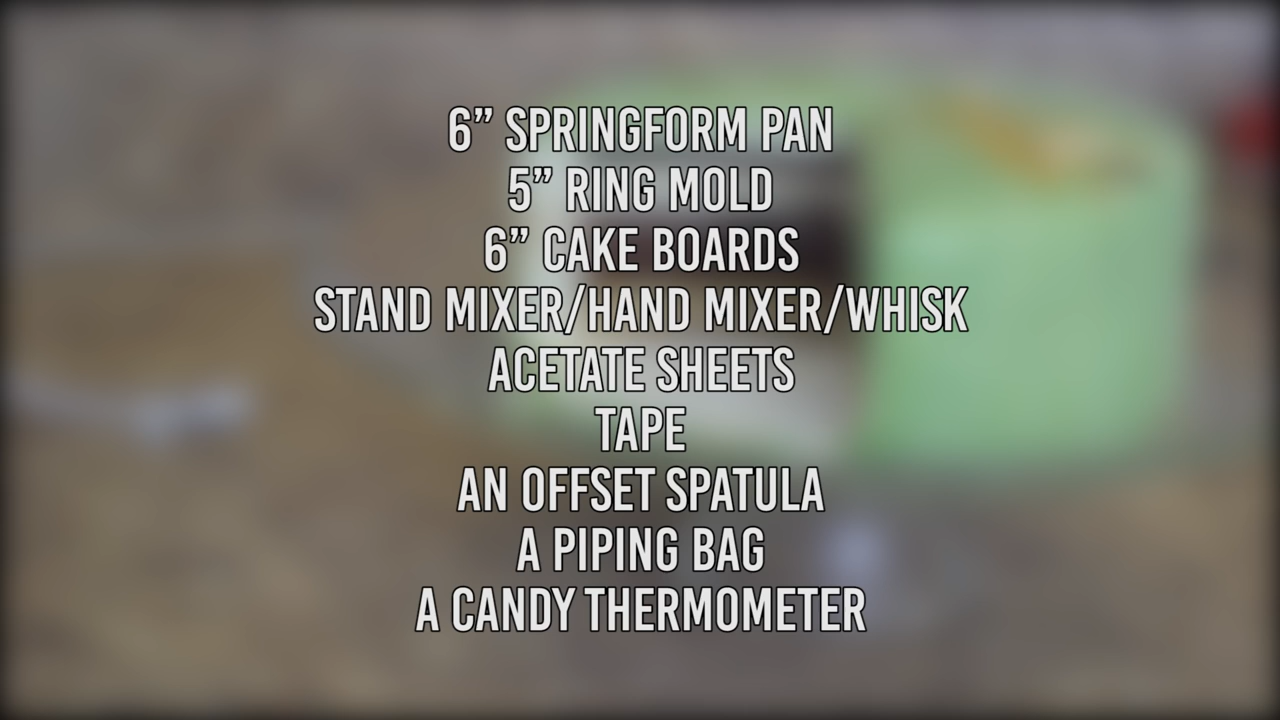 6” SPRINGFORM PAN
5” RING MOLD
6” CAKE BOARDS
STAND MIXER/HAND MIXER/WHISK
ACETATE SHEETS
TAPE
AN OFFSET SPATULA
A PIPING BAG
A CANDY THERMOMETER